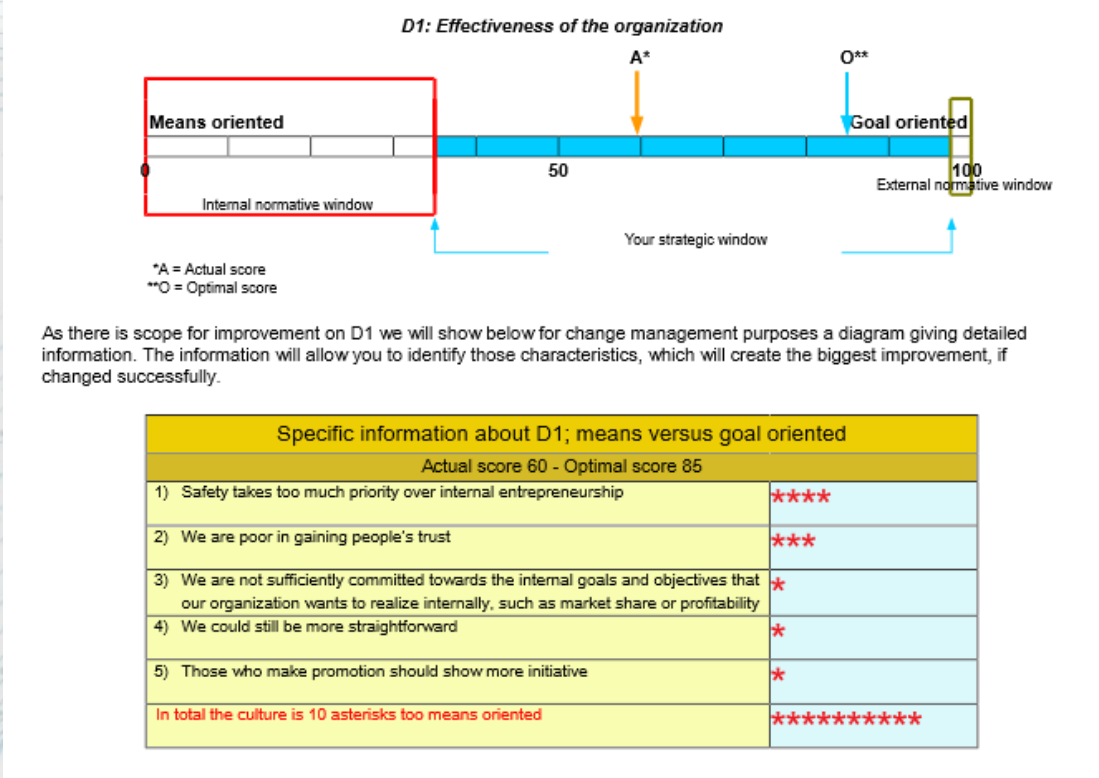 D1: Effectiveness of the organization
A* O**
Means oriented Goal oriented
0 50 100
External normative window
Internal normative window
Your strategic window
*A = Actual score
**O = Optimal score
As there is scope for improvement on D1 we will show below for change management purposes a diagram giving detailed
information. The information will allow you to identify those characteristics, which will create the biggest improvement, if
changed successfully.
Specific information about D1; means versus goal oriented
Actual score 60 - Optimal score 85
1) Safety takes too much priority over internal entrepreneurship ****
2) We are poor in gaining people's trust ***
3) We are not sufficiently committed towards the internal goals and objectives that *
our organization wants to realize internally, such as market share or profitability
4) We could still be more straightforward *
5) Those who make promotion should show more initiative *
In total the culture is 10 asterisks too means oriented **********